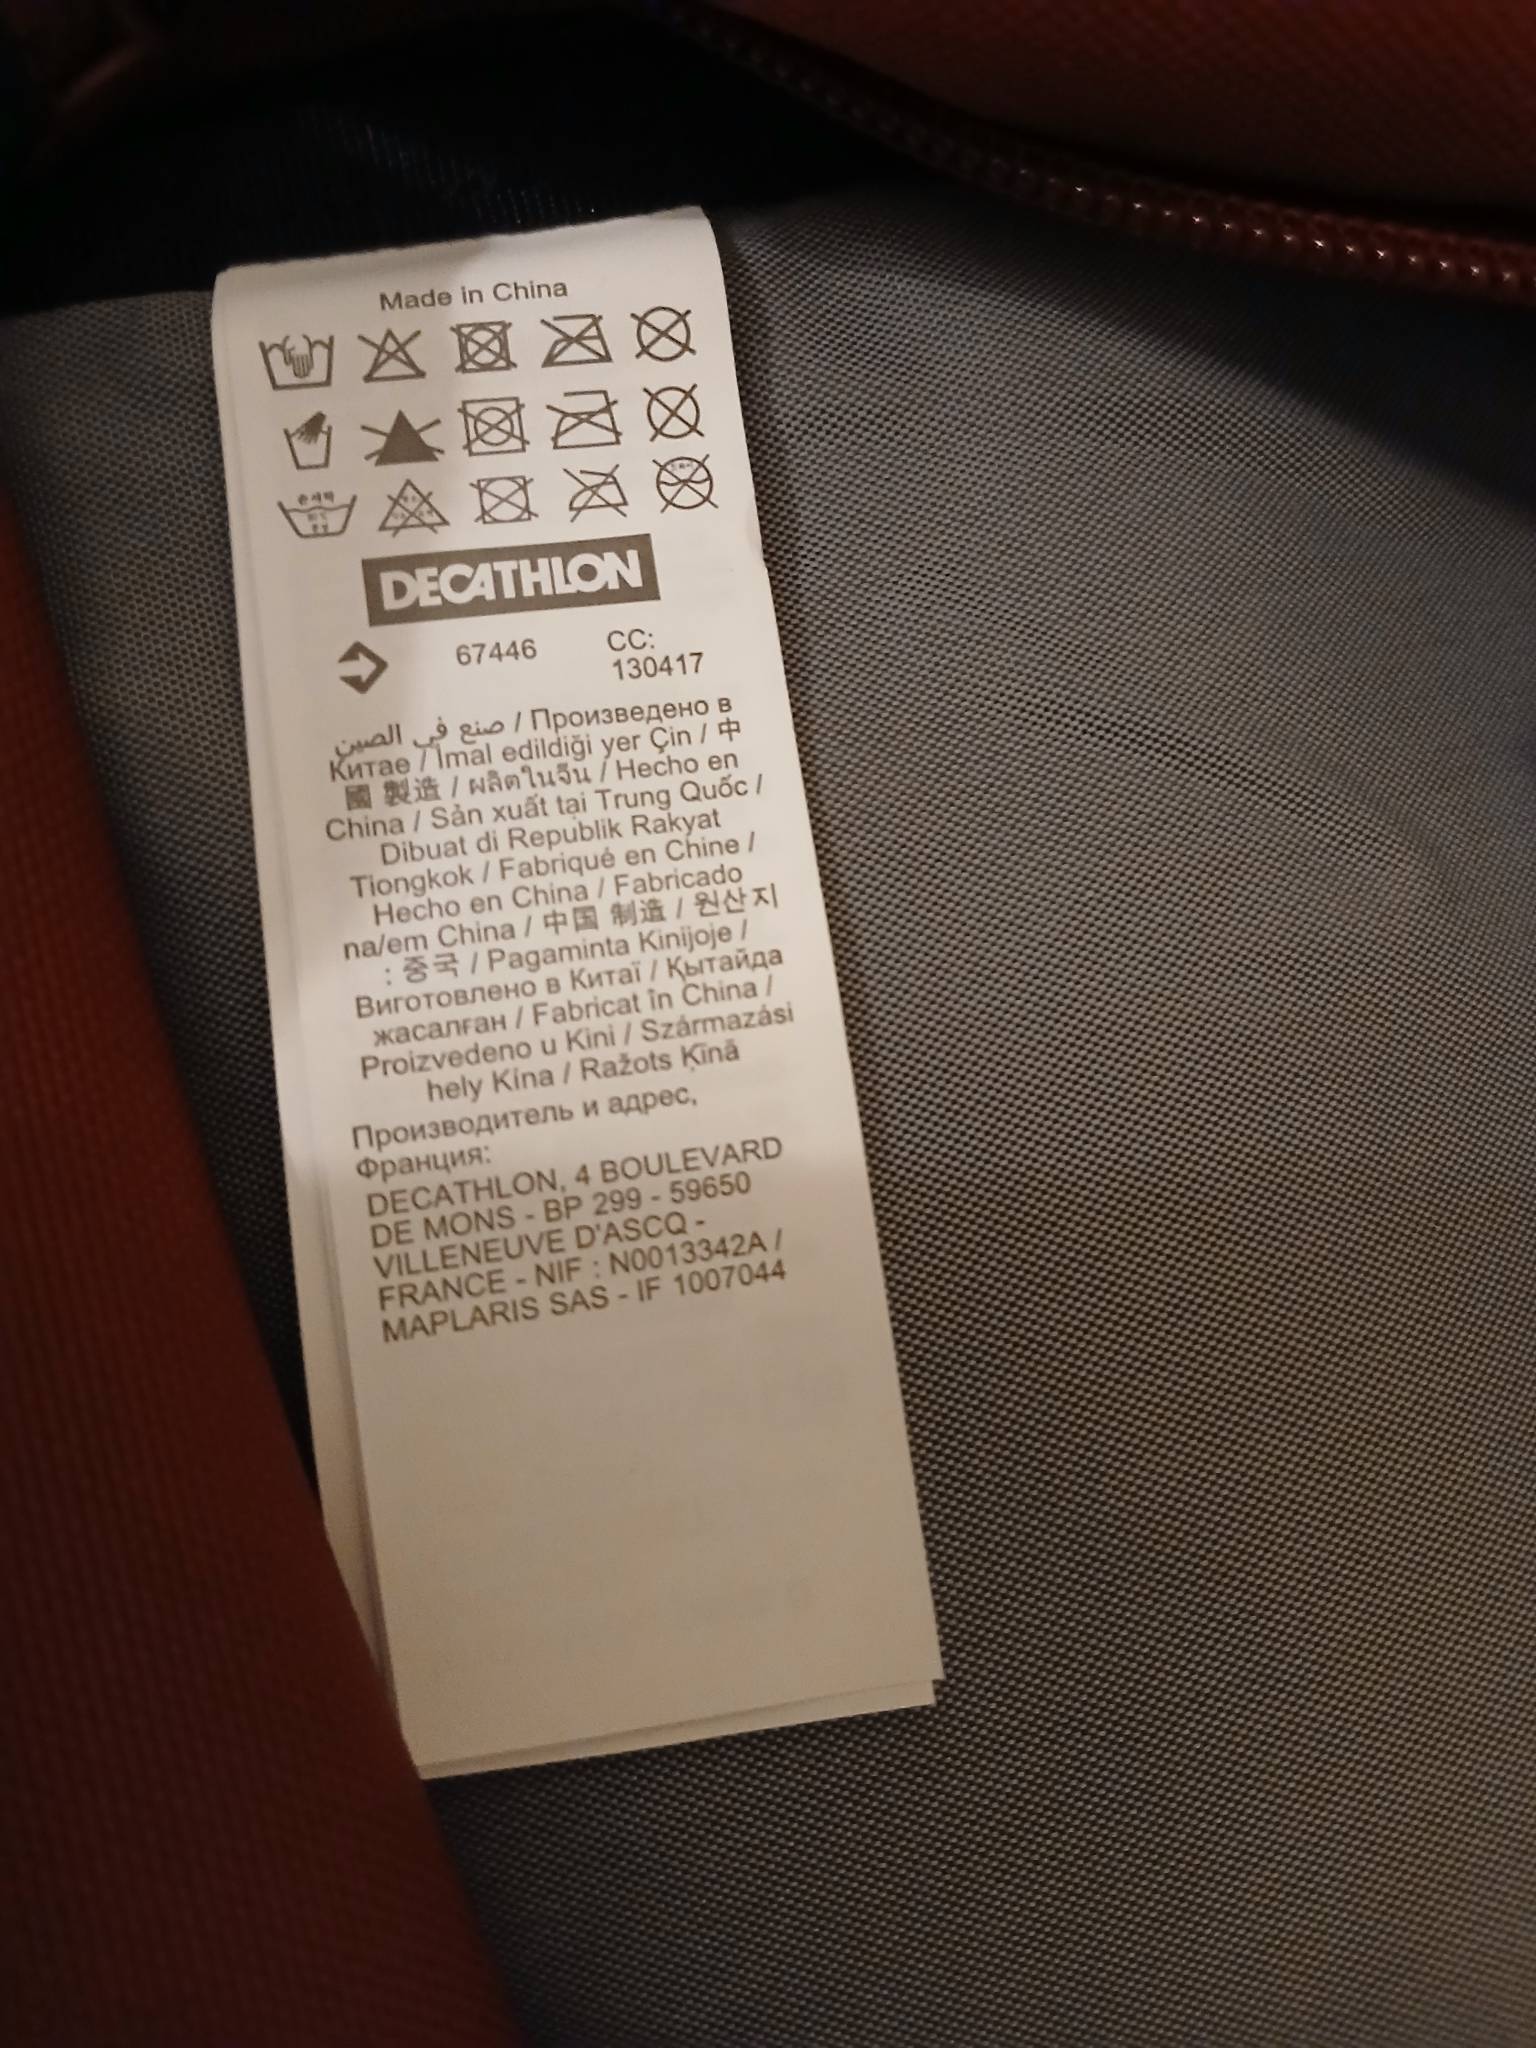 Made in China
손세탁
DECATHLON
67446
CC:
130417
صنع في الصين / Произведено в
Китае / İmal edildiği yer Çin / 中
國 製造 / ผลิตในจีน / Hecho en
China / Sản xuất tại Trung Quốc /
Dibuat di Republik Rakyat
Tiongkok / Fabriqué en Chine /
Hecho en China / Fabricado
na/em China / 中国 制造 / 원산지
: 중국 / Pagaminta Kinijoje /
Виготовлено в Китаї / Қытайда
жасалған / Fabricat în China /
Proizvedeno u Kini / Származási
hely Kína / Ražots Ķīnā
Производитель и адрес,
Франция:
DECATHLON, 4 BOULEVARD
DE MONS - BP 299 - 59650
VILLENEUVE D'ASCQ -
FRANCE - NIF : N0013342A /
MAPLARIS SAS - IF 1007044